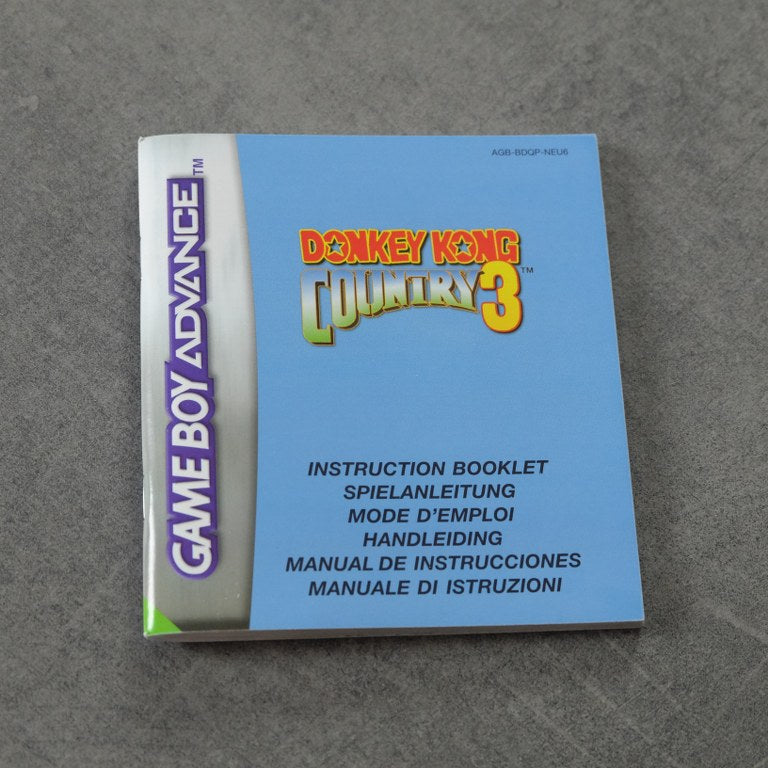 AGB-BDQP-NEU6
GAME BOY ADVANCE™
DONKEY KONG
COUNTRY 3™
INSTRUCTION BOOKLET
SPIELANLEITUNG
MODE D'EMPLOI
HANDLEIDING
MANUAL DE INSTRUCCIONES
MANUALE DI ISTRUZIONI